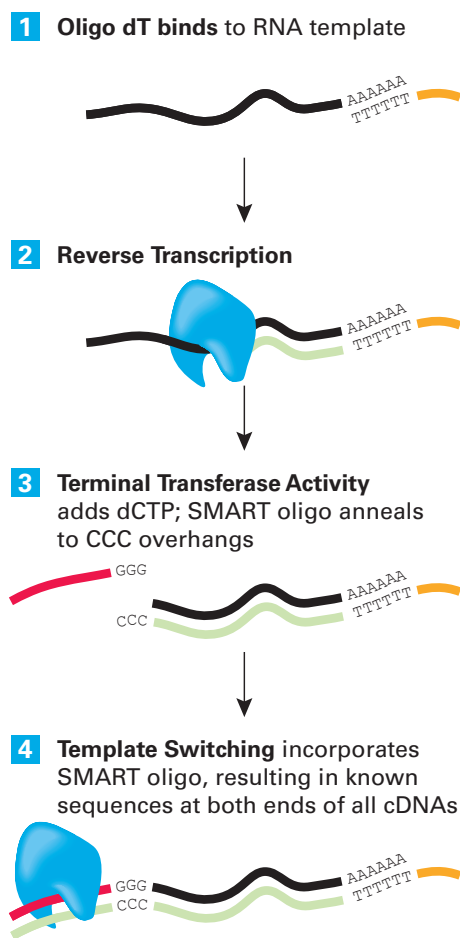 1 Oligo dT binds to RNA template
AAAAAA
TTTTTT
2 Reverse Transcription
AAAAAA
TTTTTT
3 Terminal Transferase Activity
adds dCTP; SMART oligo anneals
to CCC overhangs
GGG
AAAAAA
TTTTTT
CCC
4 Template Switching incorporates
SMART oligo, resulting in known
sequences at both ends of all cDNAs
AAAAAA
GGG
TTTTTT
CCC